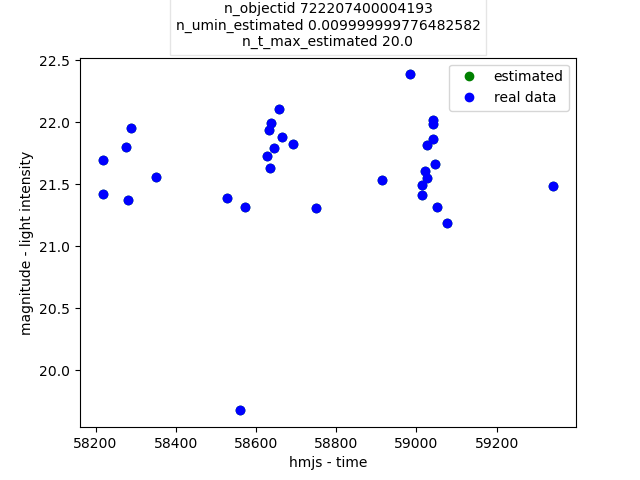 n_objectid 722207400004193
n_umin_estimated 0.009999999776482582
n_t_max_estimated 20.0
22.5
22.0
21.5
21.0
20.5
20.0
magnitude - light intensity
estimated
real data
58200 58400 58600 58800 59000 59200
hmjs - time